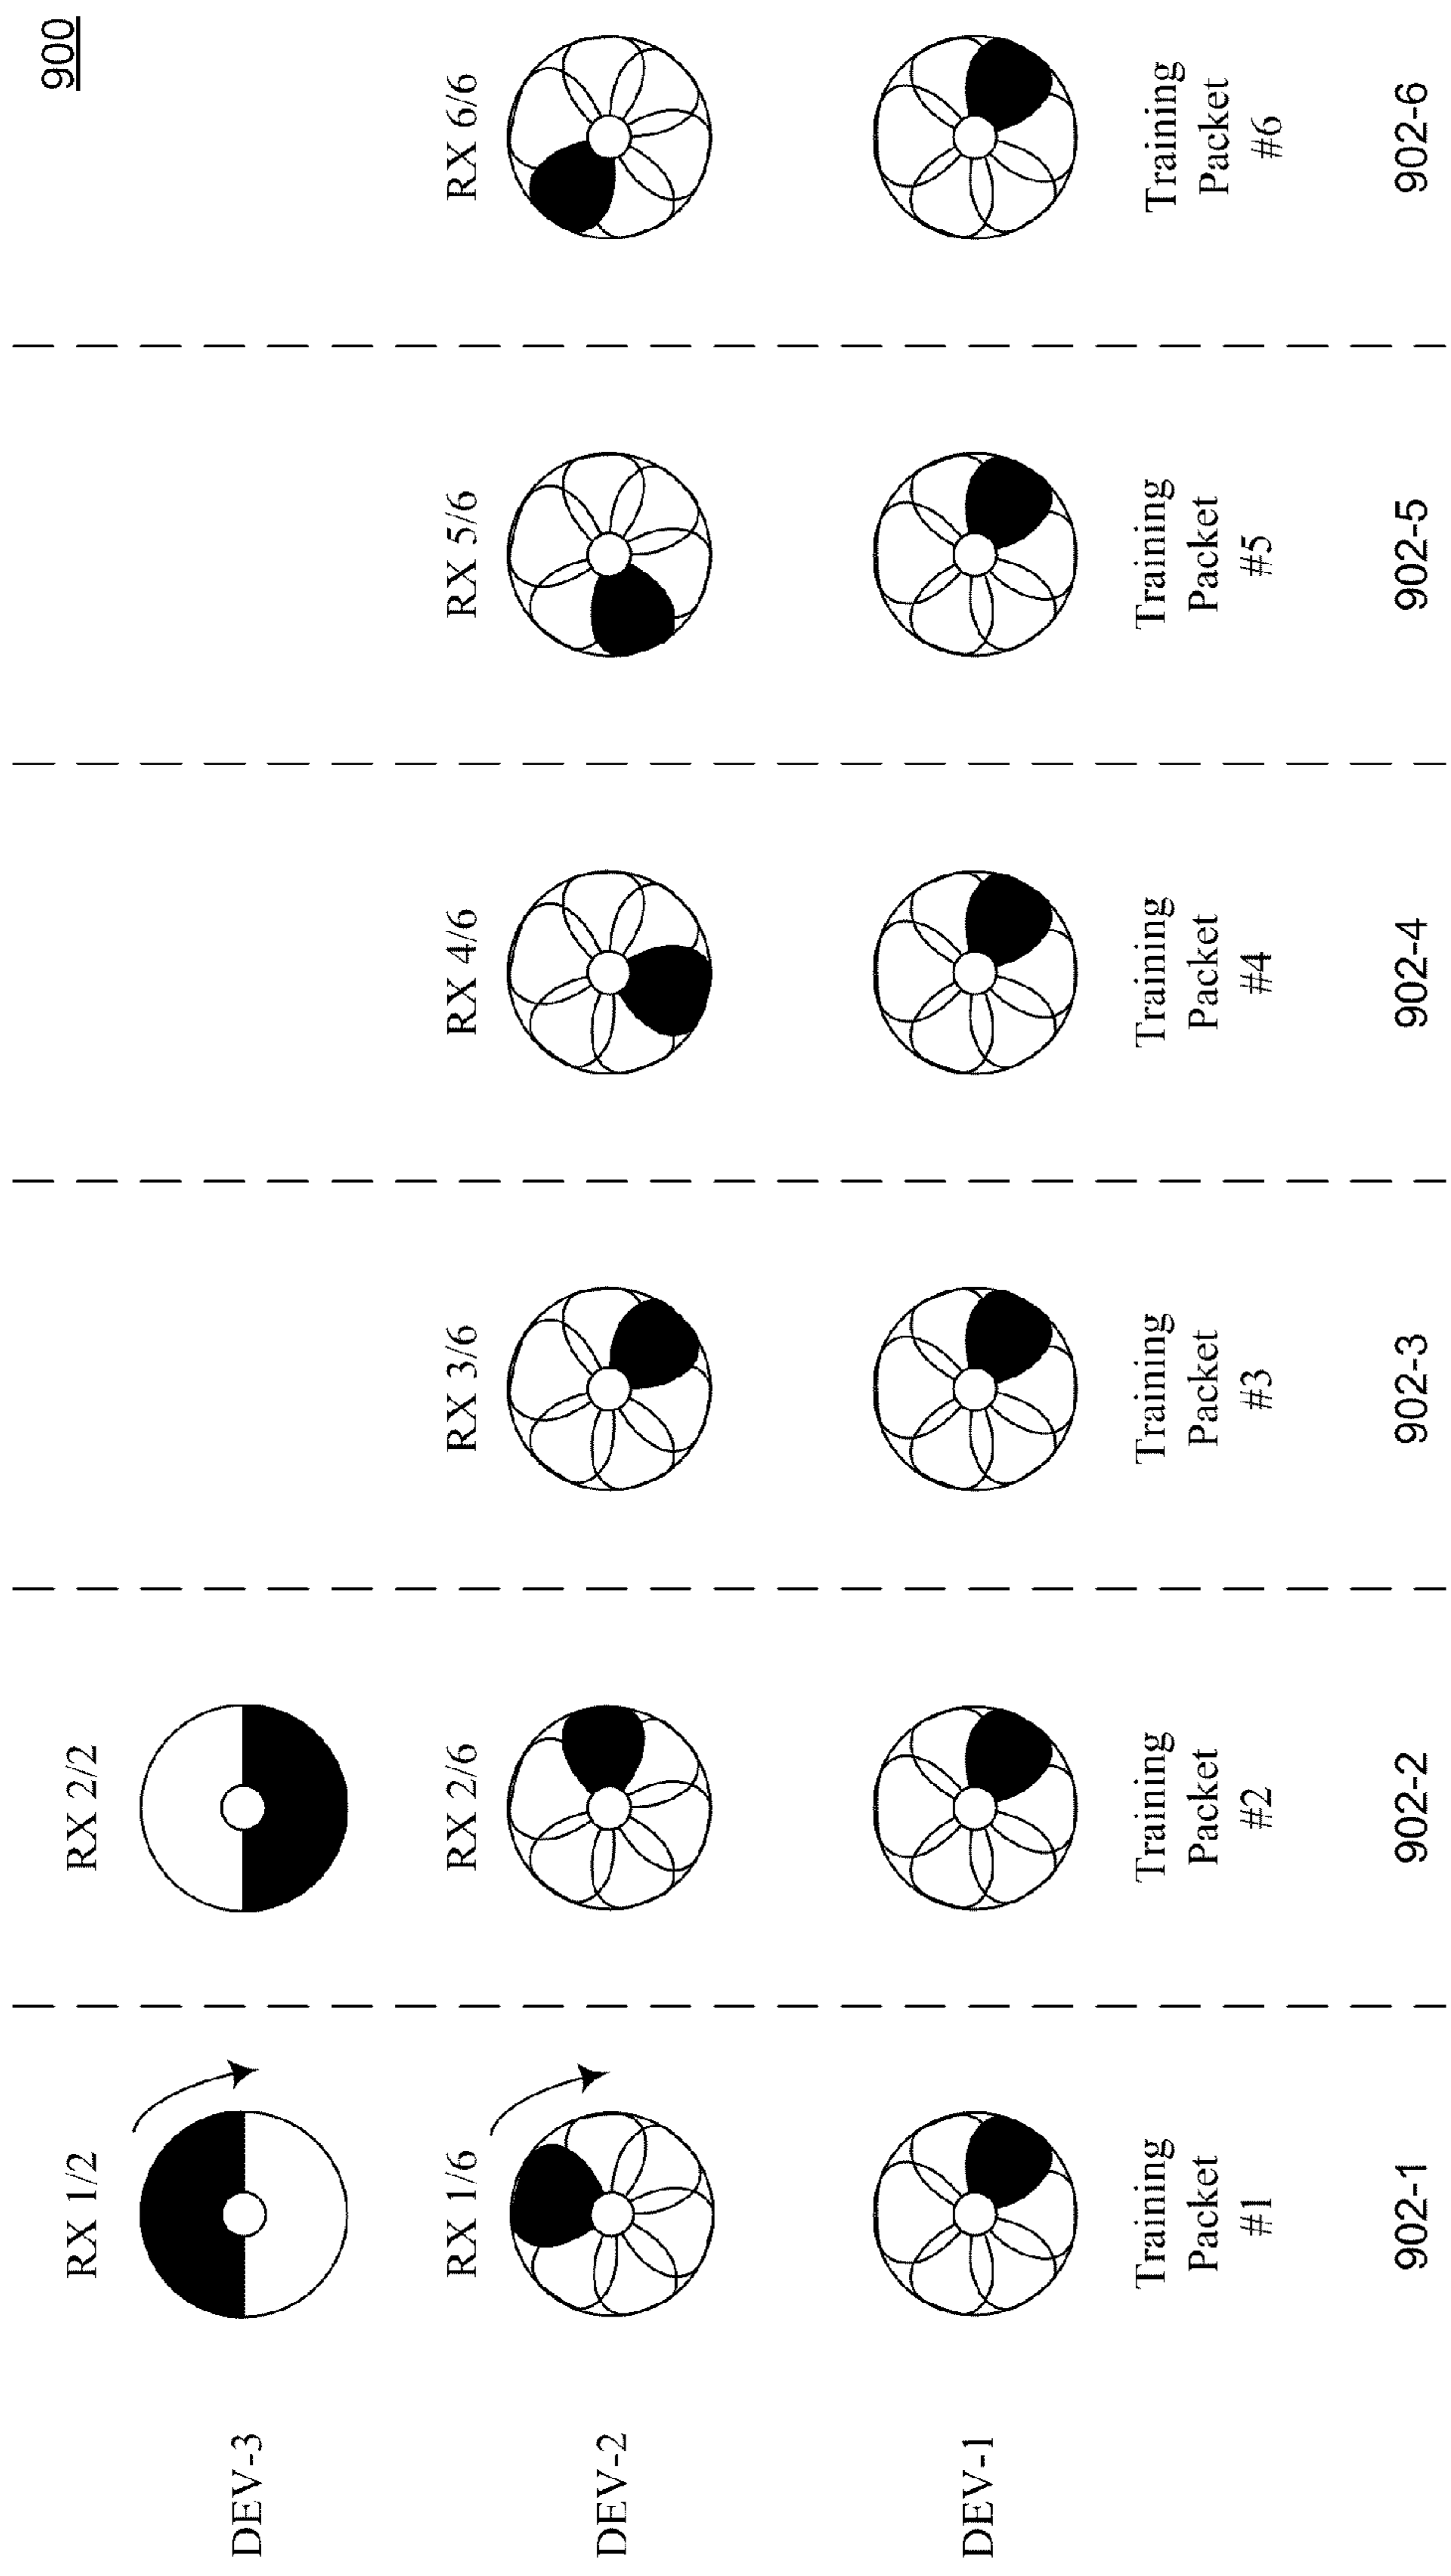 900
DEV-3
RX 1/2
RX 2/2
DEV-2
RX 1/6
RX 2/6
RX 3/6
RX 4/6
RX 5/6
RX 6/6
DEV-1
Training
Packet
#1
Training
Packet
#2
Training
Packet
#3
Training
Packet
#4
Training
Packet
#5
Training
Packet
#6
902-1
902-2
902-3
902-4
902-5
902-6